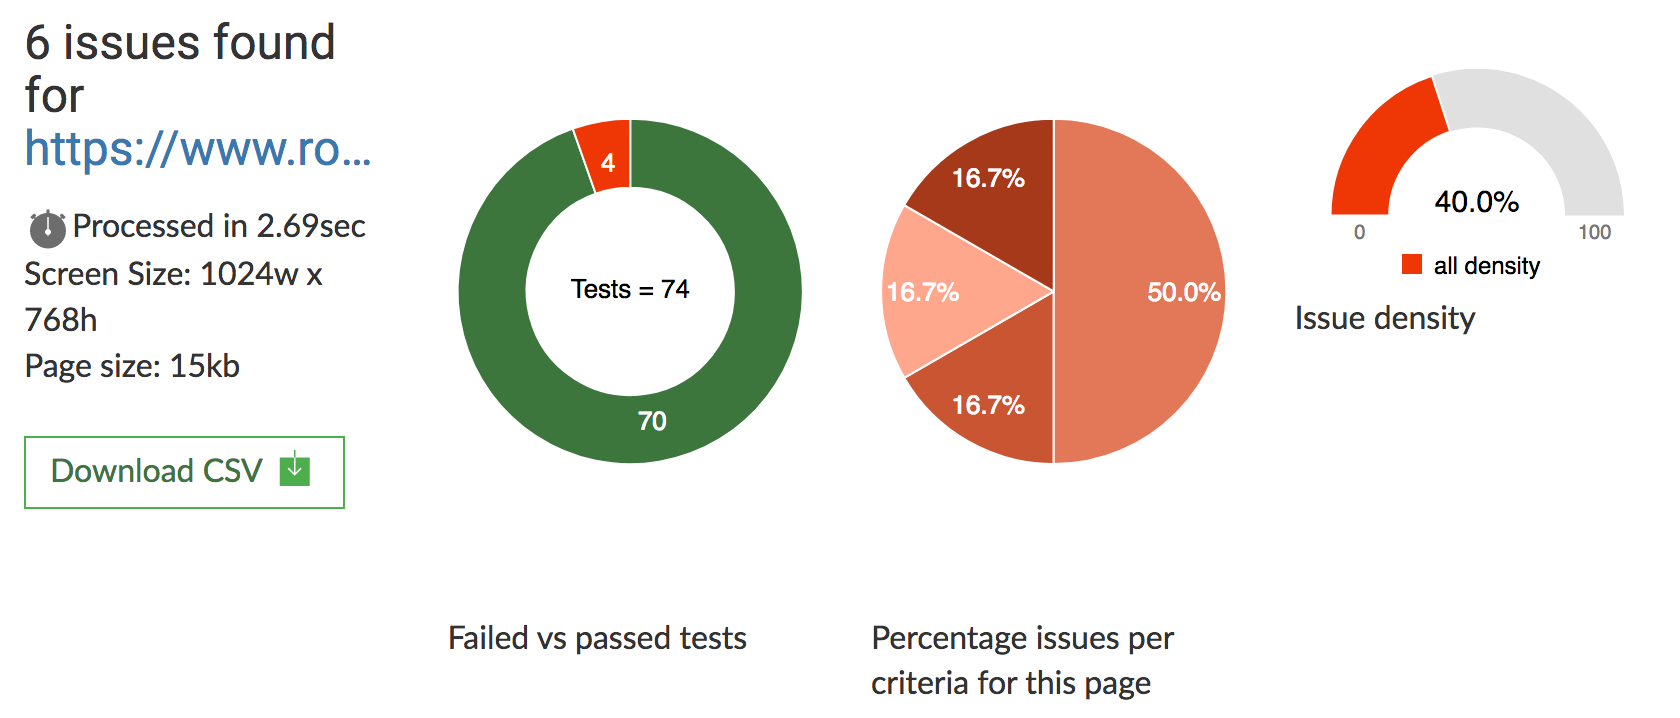 6 issues found
for
https://www.ro...
Processed in 2.69sec
Screen Size: 1024w x
768h
Page size: 15kb
Download CSV
4
Tests = 74
70
Failed vs passed tests
16.7%
16.7%
50.0%
16.7%
Percentage issues per
criteria for this page
40.0%
0
100
all density
Issue density